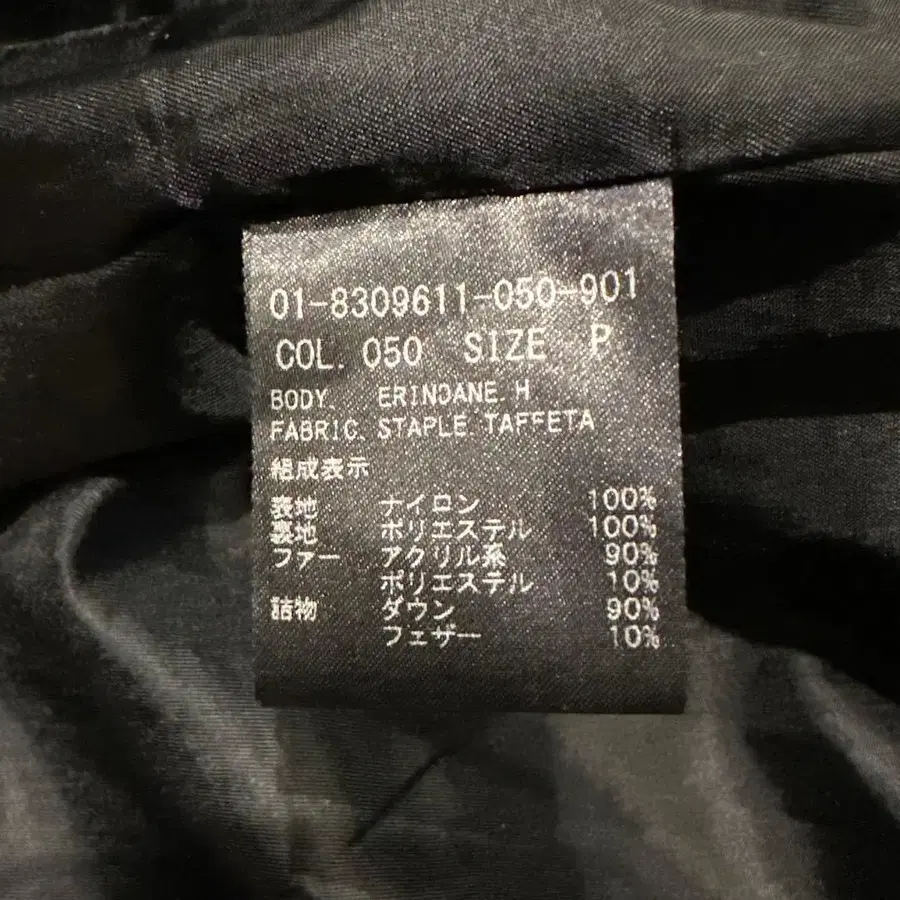 01-8309611-050-901
COL. 050 SIZE P
BODY. ERINDANE.H
FABRIC. STAPLE TAFFETA
組成表示
表地 ナイロン 100%
裏地 ポリエステル 100%
ファー アクリル系 90%
ポリエステル 10%
詰物 ダウン 90%
フェザー 10%